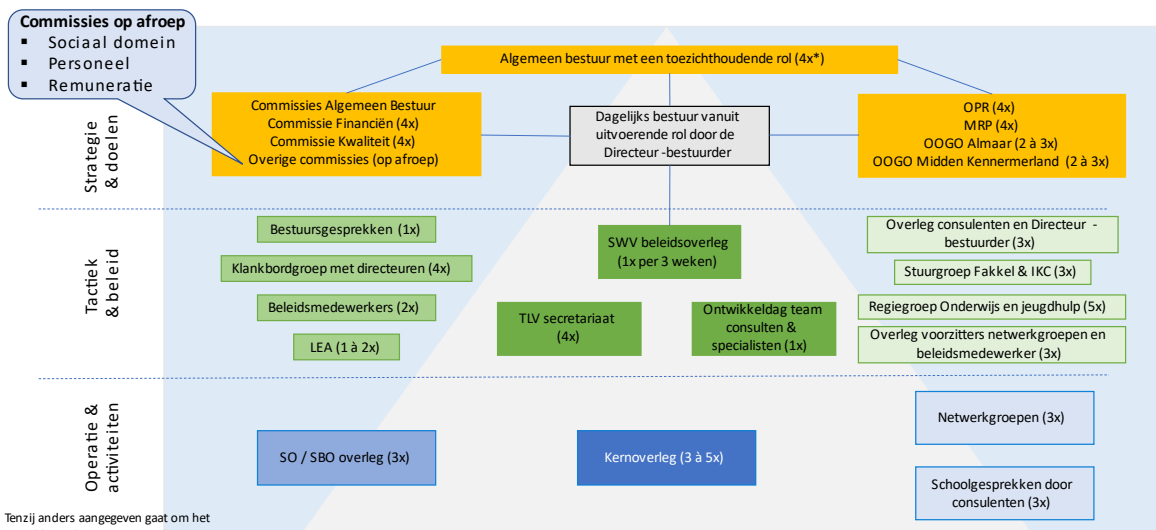 Commissies op afroep
▪ Sociaal domein
▪ Personeel
▪ Remuneratie
Algemeen bestuur met een toezichthoudende rol (4x*)
Strategie
& doelen
Commissies Algemeen Bestuur
Commissie Financiën (4x)
Commissie Kwaliteit (4x)
Overige commissies (op afroep)
Dagelijks bestuur vanuit
uitvoerende rol door de
Directeur -bestuurder
OPR (4x)
MRP (4x)
OOGO Almaar (2 à 3x)
OOGO Midden Kennermerland (2 à 3x)
Tactiek
& beleid
Bestuursgesprekken (1x)
Klankbordgroep met directeuren (4x)
Beleidsmedewerkers (2x)
LEA (1 à 2x)
SWV beleidsoverleg
(1x per 3 weken)
TLV secretariaat
(4x)
Ontwikkeldag team
consulten &
specialisten (1x)
Overleg consulenten en Directeur -
bestuurder (3x)
Stuurgroep Fakkel & IKC (3x)
Regiegroep Onderwijs en jeugdhulp (5x)
Overleg voorzitters netwerkgroepen en
beleidsmedewerker (3x)
Operatie &
activiteiten
SO / SBO overleg (3x)
Kernoverleg (3 à 5x)
Netwerkgroepen (3x)
Schoolgesprekken door
consulenten (3x)
Tenzij anders aangegeven gaat om het